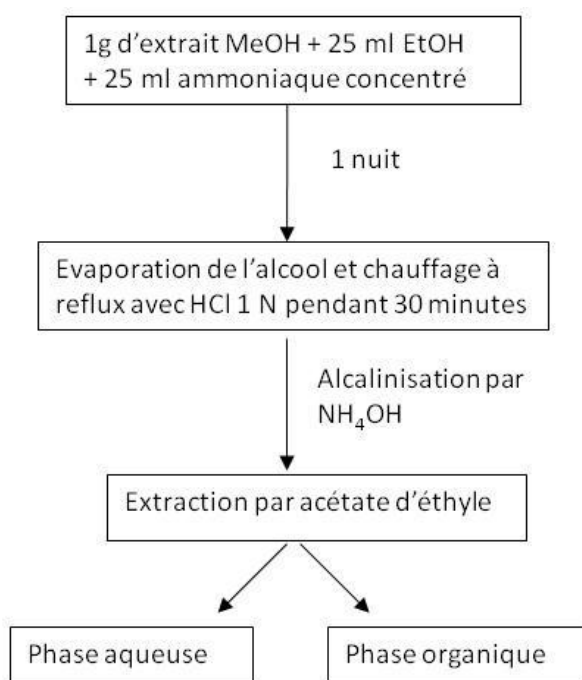 1g d'extrait MeOH + 25 ml EtOH
+ 25 ml ammoniaque concentré
1 nuit
Evaporation de l'alcool et chauffage à
reflux avec HCl 1 N pendant 30 minutes
Alcalinisation par
NH₄OH
Extraction par acétate d'éthyle
Phase aqueuse
Phase organique